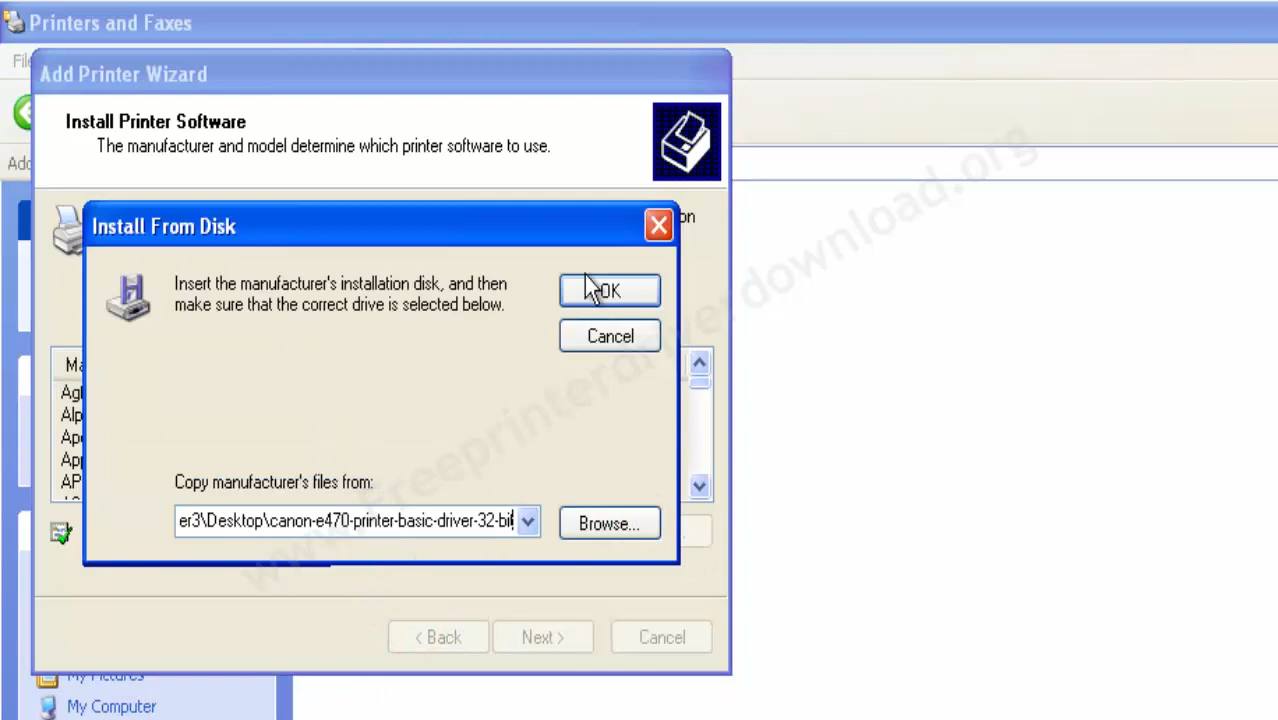 Printers and Faxes
Add Printer Wizard
Install Printer Software
The manufacturer and model determine which printer software to use.
Install From Disk
Insert the manufacturer's installation disk, and then
make sure that the correct drive is selected below.
OK
Cancel
Copy manufacturer's files from:
er3\Desktop\canon-e470-printer-basic-driver-32-bit
Browse...
< Back
Next >
Cancel
My Pictures
My Computer
www.Freeprinterdriverdownload.org